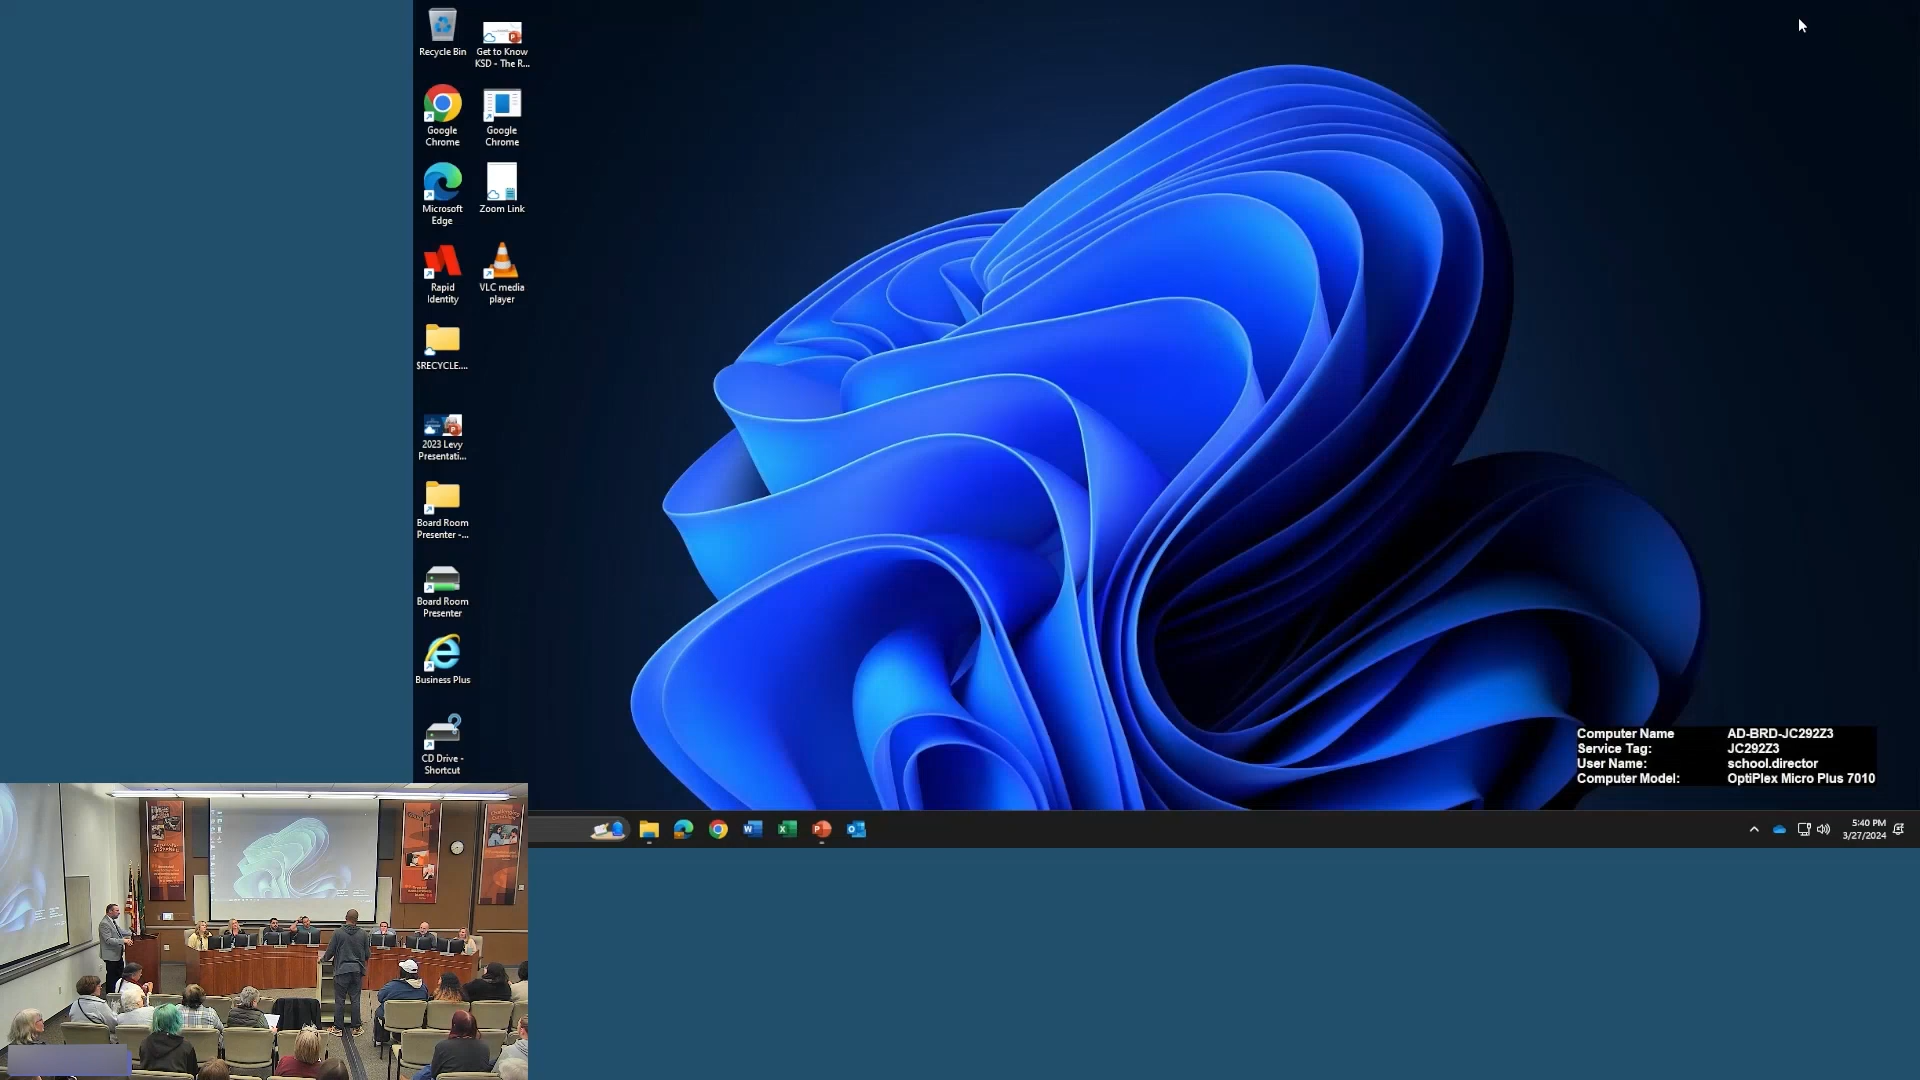 Recycle Bin
Get to Know
KSD - The R...
Google
Chrome
Google
Chrome
Microsoft
Edge
Zoom Link
Rapid
Identity
VLC media
player
$RECYCLE....
2023 Levy
Presentati...
Board Room
Presenter -...
Board Room
Presenter
Business Plus
CD Drive -
Shortcut
Computer Name AD-BRD-JC292Z3
Service Tag: JC292Z3
User Name: school.director
Computer Model: OptiPlex Micro Plus 7010
5:40 PM
3/27/2024